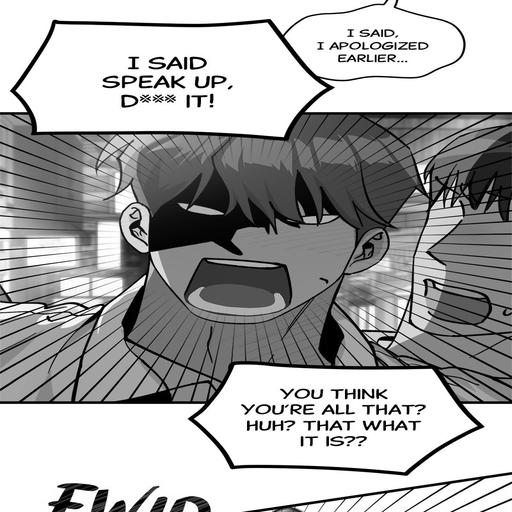 I SAID,
I APOLOGIZED
EARLIER...
I SAID
SPEAK UP,
D*** IT!
YOU THINK
YOU'RE ALL THAT?
HUH? THAT WHAT
IT IS??